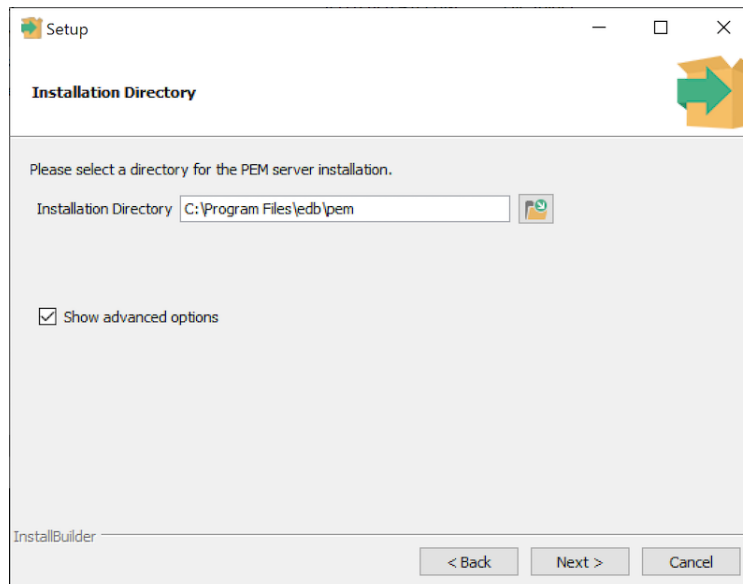 Setup
Installation Directory
Please select a directory for the PEM server installation.
Installation Directory C:\Program Files\edb\pem
Show advanced options
InstallBuilder
< Back Next > Cancel